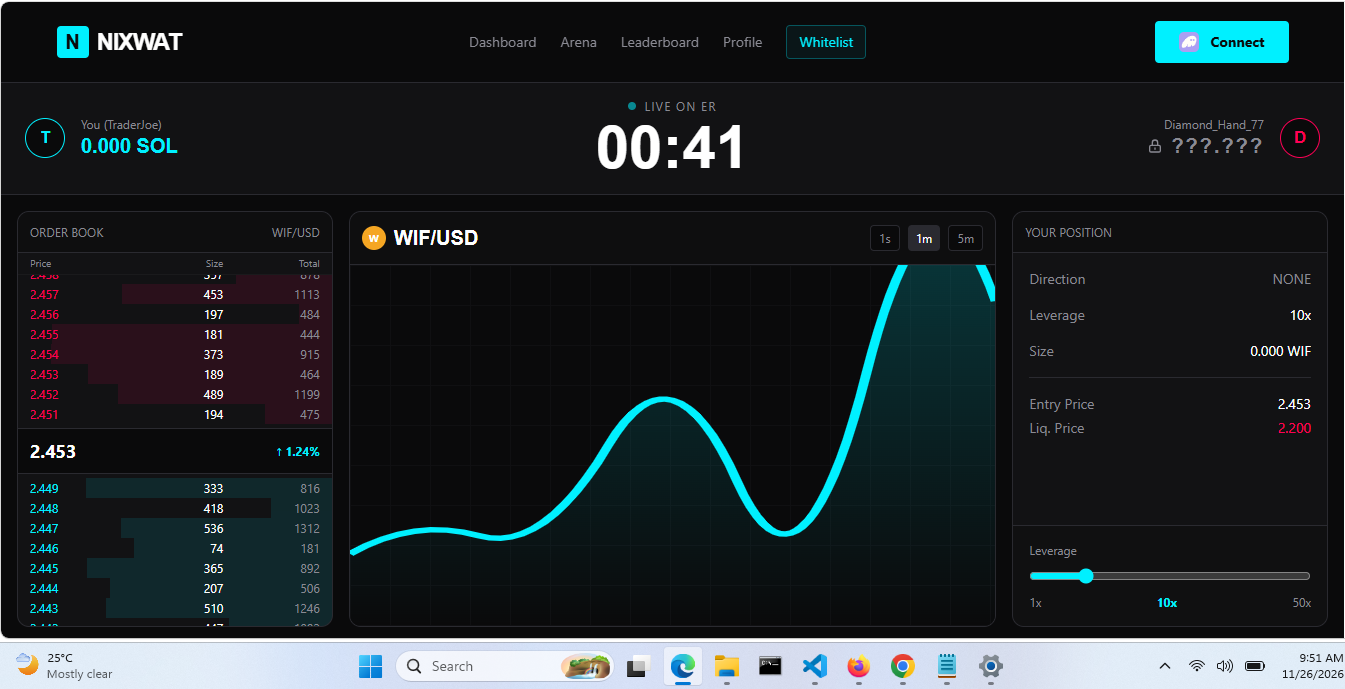 N NIXWAT
Dashboard Arena Leaderboard Profile Whitelist
Connect
T
You (TraderJoe)
0.000 SOL
LIVE ON ER
00:41
Diamond_Hand_77
???.???
D
ORDER BOOK WIF/USD
Price Size Total
2.457 453 1113
2.456 197 484
2.455 181 444
2.454 373 915
2.453 189 464
2.452 489 1199
2.451 194 475
2.453 ↑ 1.24%
2.449 333 816
2.448 418 1023
2.447 536 1312
2.446 74 181
2.445 365 892
2.444 207 506
2.443 510 1246
W WIF/USD
1s 1m 5m
YOUR POSITION
Direction NONE
Leverage 10x
Size 0.000 WIF
Entry Price 2.453
Liq. Price 2.200
Leverage
1x 10x 50x
25°C
Mostly clear
Search
9:51 AM
11/26/2026